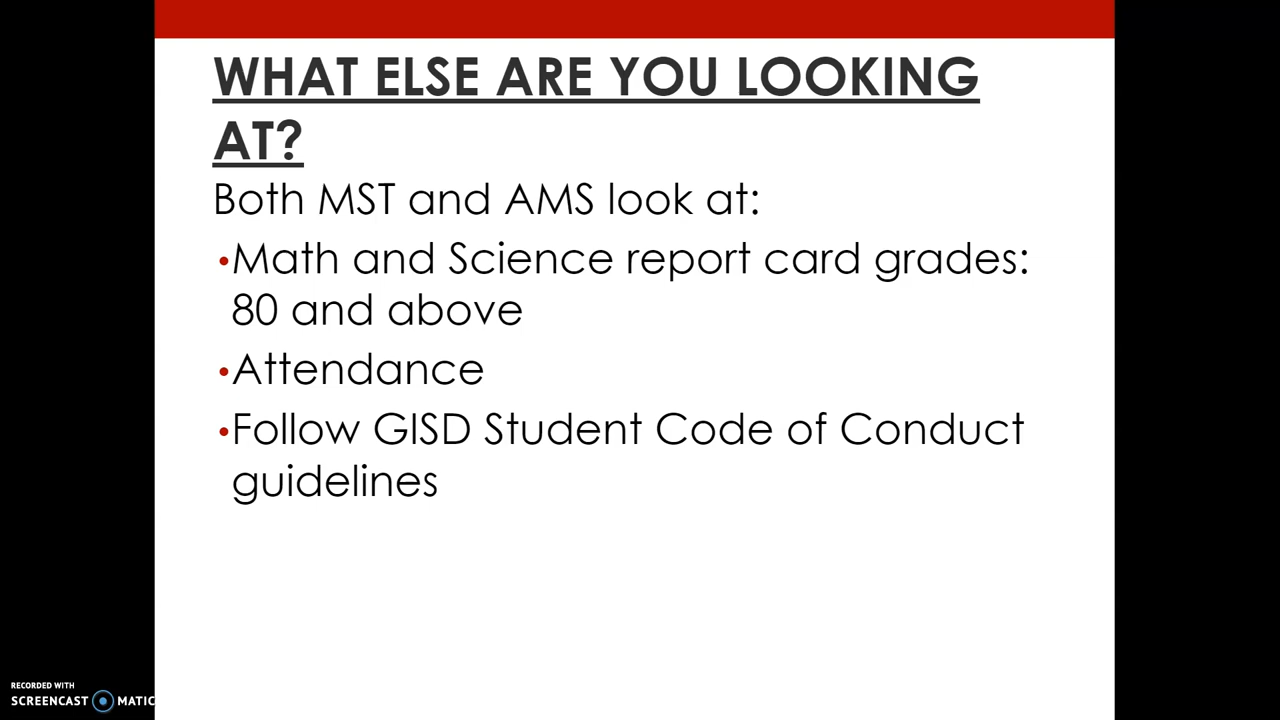 WHAT ELSE ARE YOU LOOKING
AT?
Both MST and AMS look at:
•Math and Science report card grades:
80 and above
•Attendance
•Follow GISD Student Code of Conduct
guidelines
RECORDED WITH
SCREENCAST MATIC